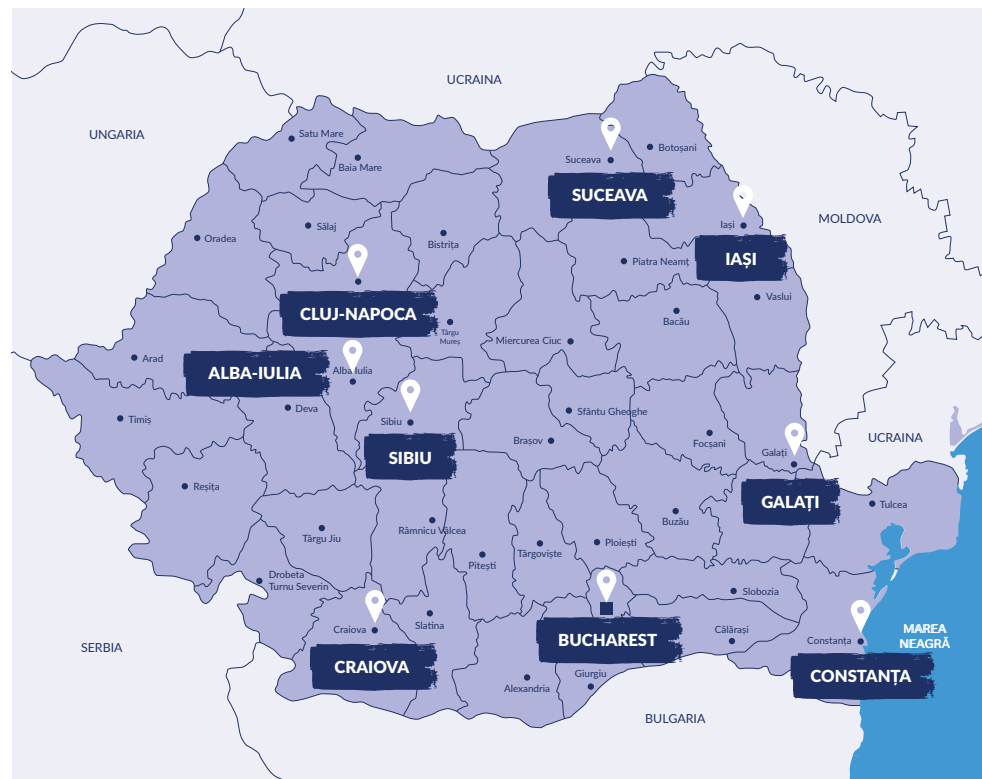 UCRAINA
UNGARIA
Satu Mare
Baia Mare
Botoșani
Suceava
SUCEAVA
MOLDOVA
Iași
IAȘI
Sălaj
Oradea
Bistrița
Piatra Neamț
Vaslui
CLUJ-NAPOCA
Bacău
Târgu
Mureș
Miercurea Ciuc
Arad
ALBA-IULIA
Alba Iulia
Deva
Timiș
Sibiu
SIBIU
Sfântu Gheoghe
Brașov
Focșani
Galați
GALAȚI
UCRAINA
Reșița
Tulcea
Târgu Jiu
Râmnicu Vâlcea
Buzău
Ploiești
Târgoviște
Pitești
Drobeta
Turnu Severin
Slobozia
Slatina
Craiova
CRAIOVA
BUCHAREST
Călărași
Constanța
CONSTANȚA
MAREA
NEAGRĂ
SERBIA
Giurgiu
Alexandria
BULGARIA